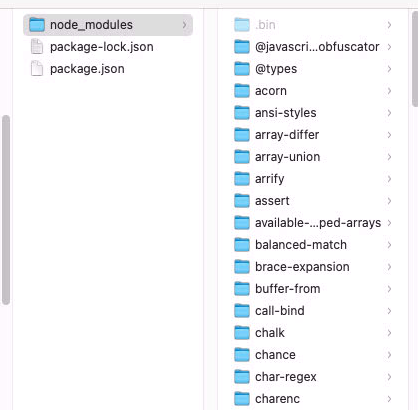 node_modules
package-lock.json
package.json
.bin
@javascri...obfuscator
@types
acorn
ansi-styles
array-differ
array-union
arrify
assert
available-...ped-arrays
balanced-match
brace-expansion
buffer-from
call-bind
chalk
chance
char-regex
charenc